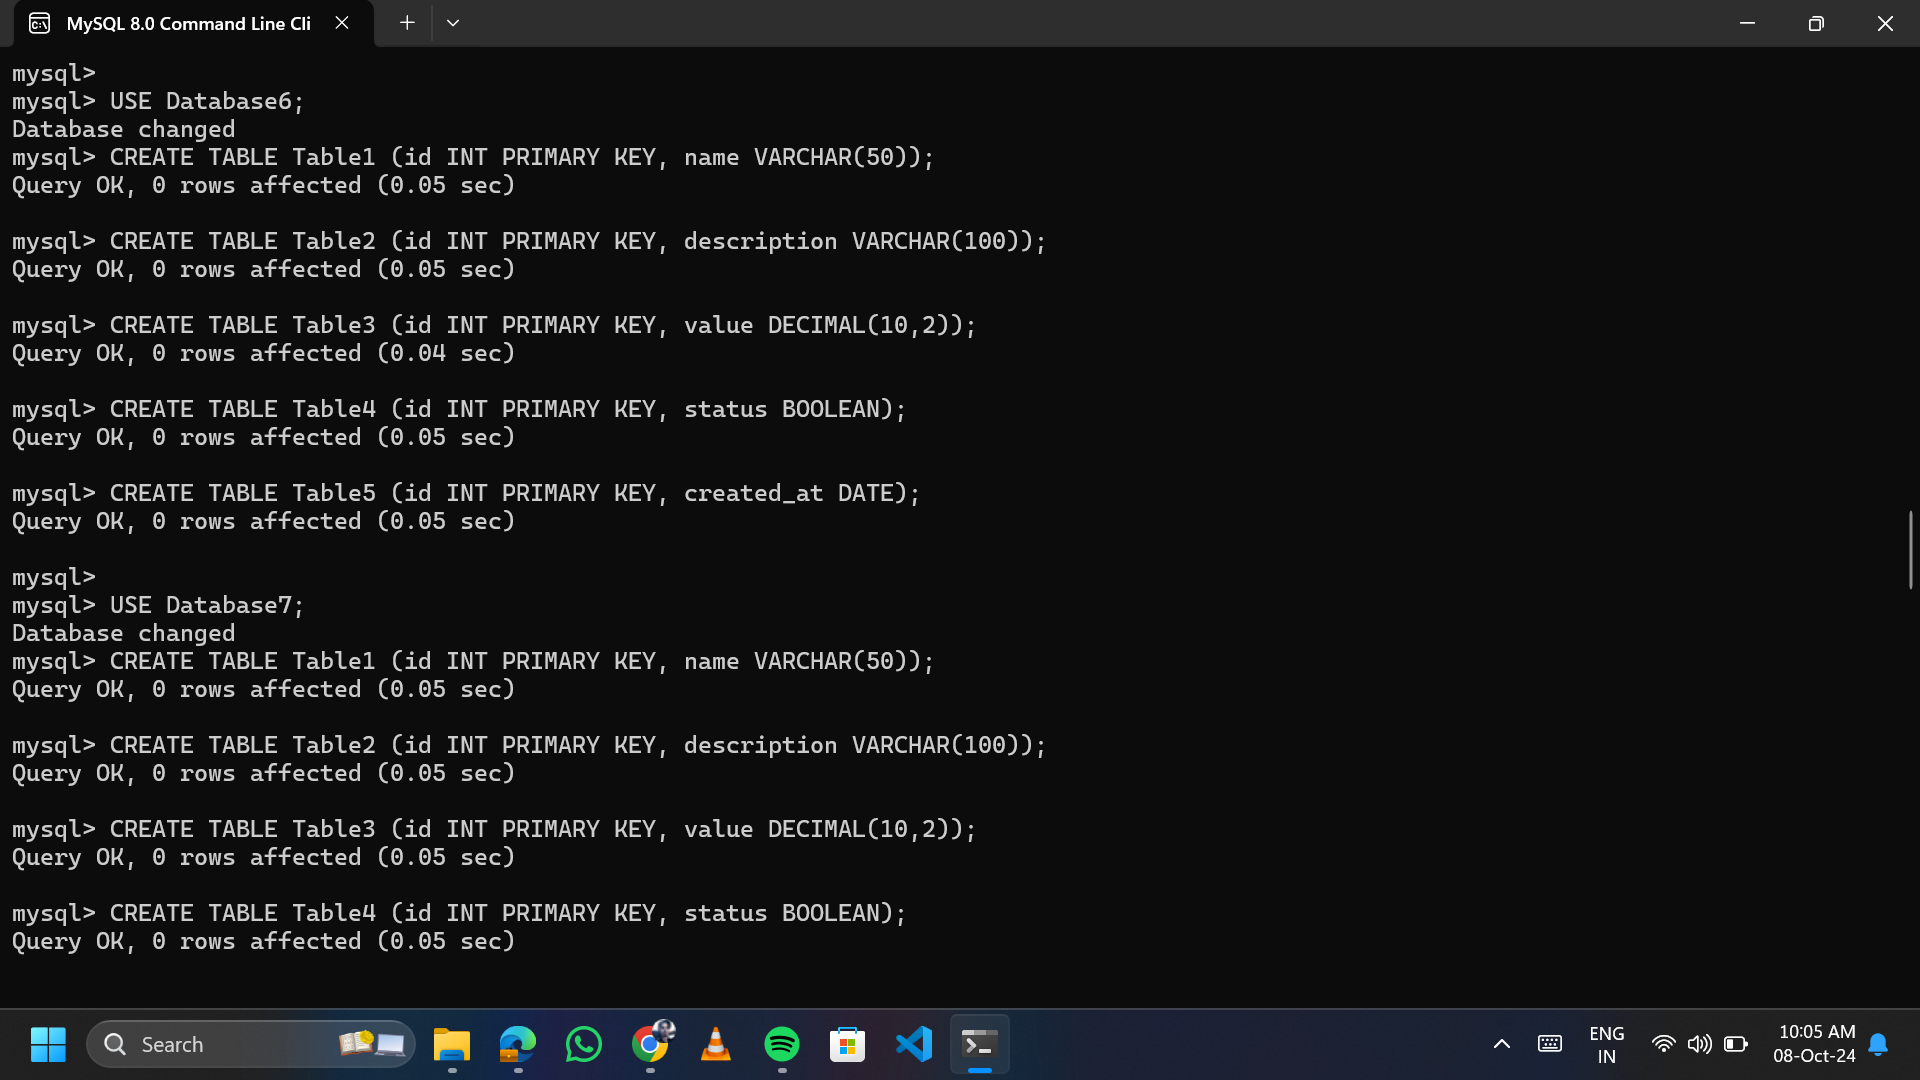 MySQL 8.0 Command Line Cli
mysql>
mysql> USE Database6;
Database changed
mysql> CREATE TABLE Table1 (id INT PRIMARY KEY, name VARCHAR(50));
Query OK, 0 rows affected (0.05 sec)
mysql> CREATE TABLE Table2 (id INT PRIMARY KEY, description VARCHAR(100));
Query OK, 0 rows affected (0.05 sec)
mysql> CREATE TABLE Table3 (id INT PRIMARY KEY, value DECIMAL(10,2));
Query OK, 0 rows affected (0.04 sec)
mysql> CREATE TABLE Table4 (id INT PRIMARY KEY, status BOOLEAN);
Query OK, 0 rows affected (0.05 sec)
mysql> CREATE TABLE Table5 (id INT PRIMARY KEY, created_at DATE);
Query OK, 0 rows affected (0.05 sec)
mysql>
mysql> USE Database7;
Database changed
mysql> CREATE TABLE Table1 (id INT PRIMARY KEY, name VARCHAR(50));
Query OK, 0 rows affected (0.05 sec)
mysql> CREATE TABLE Table2 (id INT PRIMARY KEY, description VARCHAR(100));
Query OK, 0 rows affected (0.05 sec)
mysql> CREATE TABLE Table3 (id INT PRIMARY KEY, value DECIMAL(10,2));
Query OK, 0 rows affected (0.05 sec)
mysql> CREATE TABLE Table4 (id INT PRIMARY KEY, status BOOLEAN);
Query OK, 0 rows affected (0.05 sec)
Search
ENG
IN
10:05 AM
08-Oct-24